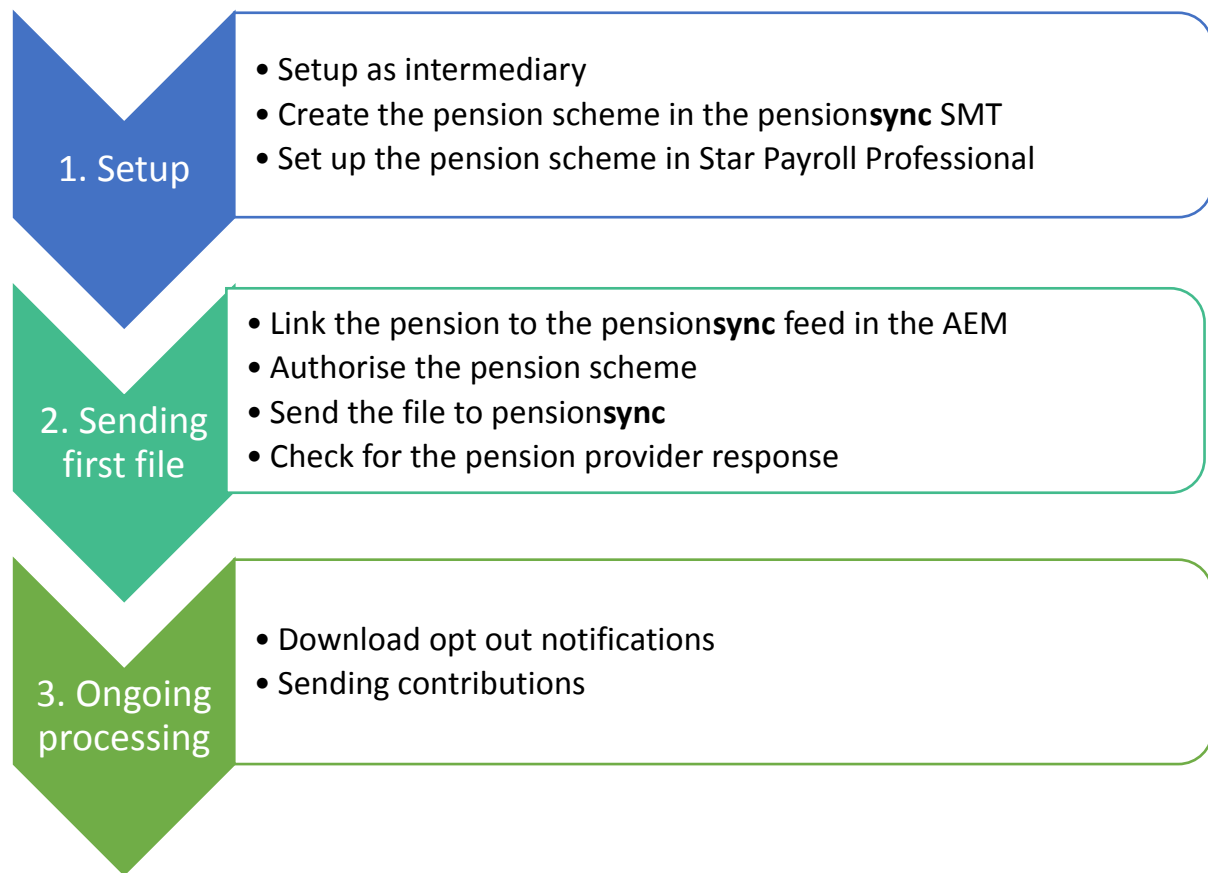 1. Setup
• Setup as intermediary
• Create the pension scheme in the pensionsync SMT
• Set up the pension scheme in Star Payroll Professional
2. Sending
first file
• Link the pension to the pensionsync feed in the AEM
• Authorise the pension scheme
• Send the file to pensionsync
• Check for the pension provider response
3. Ongoing
processing
• Download opt out notifications
• Sending contributions